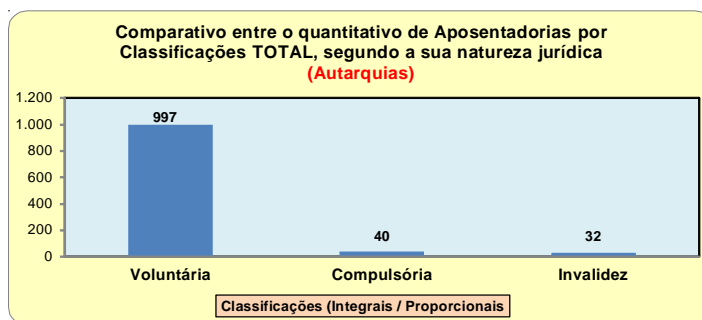 Comparativo entre o quantitativo de Aposentadorias por
Classificações TOTAL, segundo a sua natureza jurídica
(Autarquias)
1.200
1.000
800
600
400
200
0
997
40
32
Voluntária
Compulsória
Invalidez
Classificações (Integrais / Proporcionais